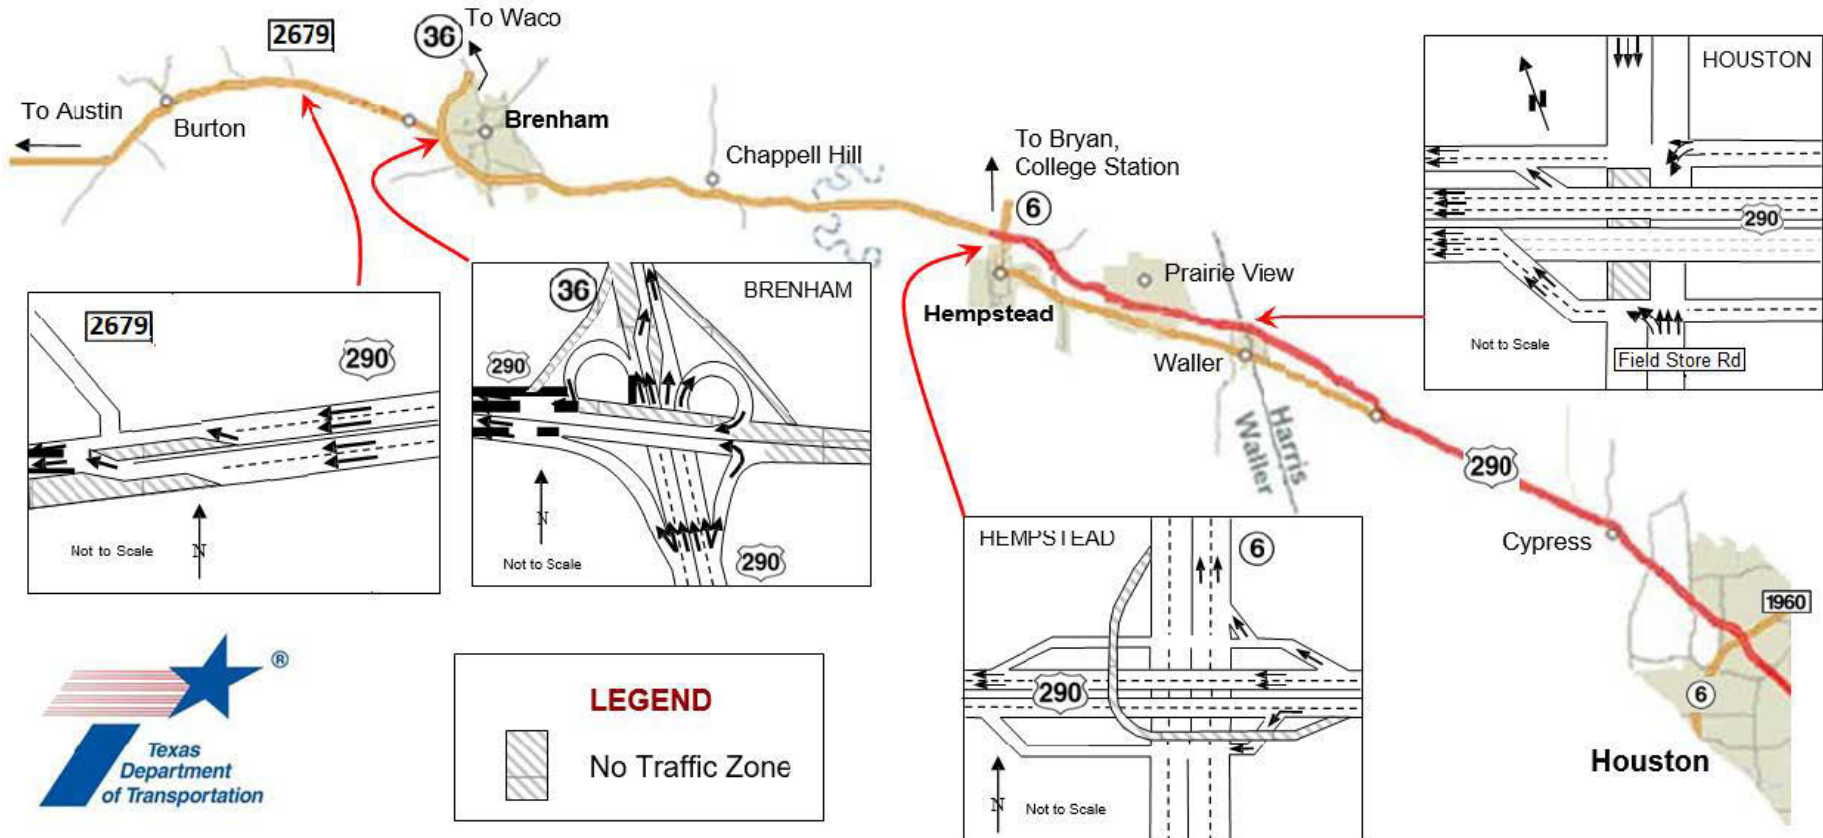 To Waco
2679
36
HOUSTON
To Austin
Burton
Brenham
To Bryan,
College Station
Chappell Hill
6
N
290
Prairie View
Hempstead
Waller
Not to Scale
Field Store Rd
2679
290
Not to Scale
N
36
BRENHAM
290
N
Not to Scale
290
Harris
Waller
290
Cypress
HEMPSTEAD
6
290
N
Not to Scale
1960
6
Houston
®
Texas
Department
of Transportation
LEGEND
No Traffic Zone